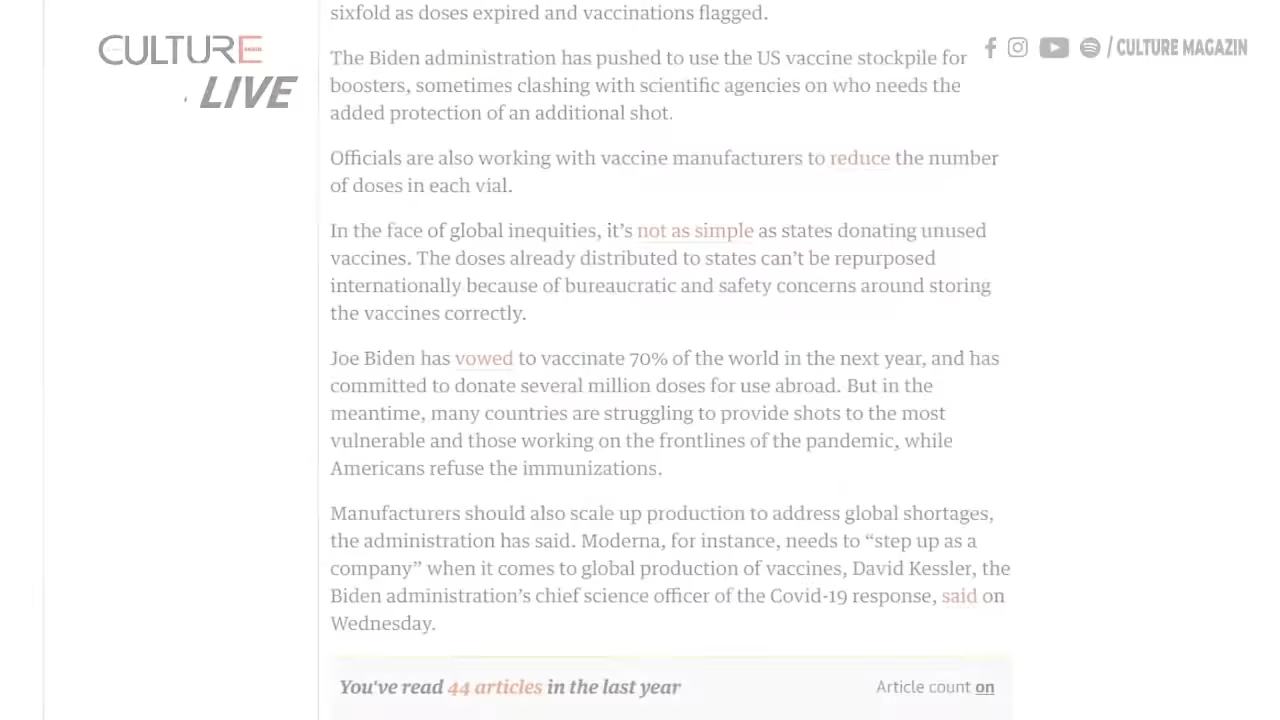 sixfold as doses expired and vaccinations flagged.
CULTURE
LIVE
/ CULTURE MAGAZIN
The Biden administration has pushed to use the US vaccine stockpile for
boosters, sometimes clashing with scientific agencies on who needs the
added protection of an additional shot.
Officials are also working with vaccine manufacturers to reduce the number
of doses in each vial.
In the face of global inequities, it’s not as simple as states donating unused
vaccines. The doses already distributed to states can’t be repurposed
internationally because of bureaucratic and safety concerns around storing
the vaccines correctly.
Joe Biden has vowed to vaccinate 70% of the world in the next year, and has
committed to donate several million doses for use abroad. But in the
meantime, many countries are struggling to provide shots to the most
vulnerable and those working on the frontlines of the pandemic, while
Americans refuse the immunizations.
Manufacturers should also scale up production to address global shortages,
the administration has said. Moderna, for instance, needs to “step up as a
company” when it comes to global production of vaccines, David Kessler, the
Biden administration’s chief science officer of the Covid-19 response, said on
Wednesday.
You've read 44 articles in the last year
Article count on